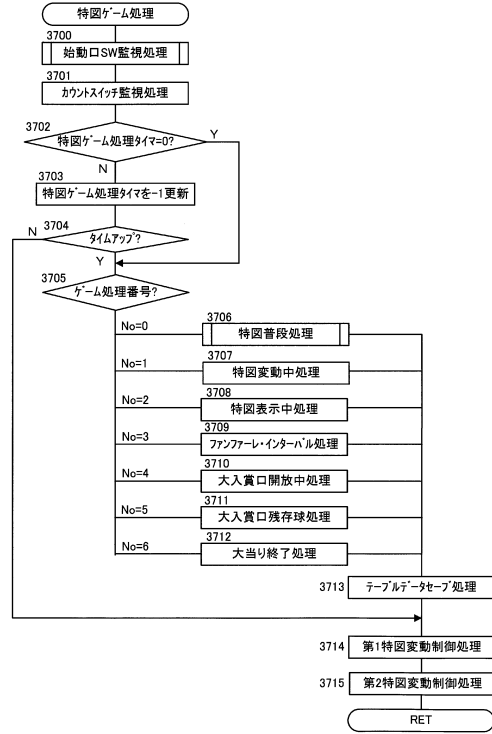 特図ゲーム処理
3700
始動口SW監視処理
3701
カウントスイッチ監視処理
3702
特図ゲーム処理タイマ=0?
Y
N
3703
特図ゲーム処理タイマを-1更新
3704
N
タイムアップ?
Y
3705
ゲーム処理番号?
No=0
3706
特図普段処理
No=1
3707
特図変動中処理
No=2
3708
特図表示中処理
No=3
3709
ファンファーレ・インターバル処理
No=4
3710
大入賞口開放中処理
No=5
3711
大入賞口残存球処理
No=6
3712
大当り終了処理
3713
テーブルデータセーブ処理
3714
第1特図変動制御処理
3715
第2特図変動制御処理
RET